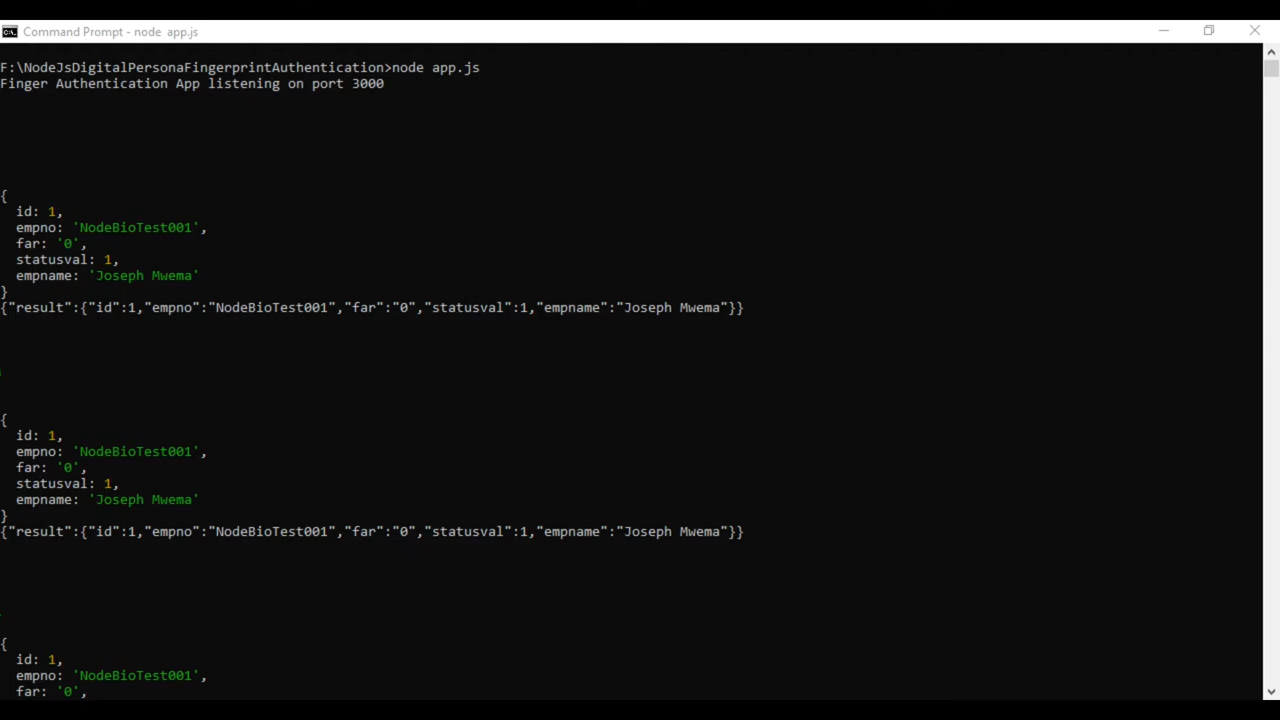 Command Prompt - node  app.js
F:\NodeJsDigitalPersonaFingerprintAuthentication>node app.js
Finger Authentication App listening on port 3000
{
  id: 1,
  empno: 'NodeBioTest001',
  far: '0',
  statusval: 1,
  empname: 'Joseph Mwema'
}
{"result":{"id":1,"empno":"NodeBioTest001","far":"0","statusval":1,"empname":"Joseph Mwema"}}
{
  id: 1,
  empno: 'NodeBioTest001',
  far: '0',
  statusval: 1,
  empname: 'Joseph Mwema'
}
{"result":{"id":1,"empno":"NodeBioTest001","far":"0","statusval":1,"empname":"Joseph Mwema"}}
{
  id: 1,
  empno: 'NodeBioTest001',
  far: '0',